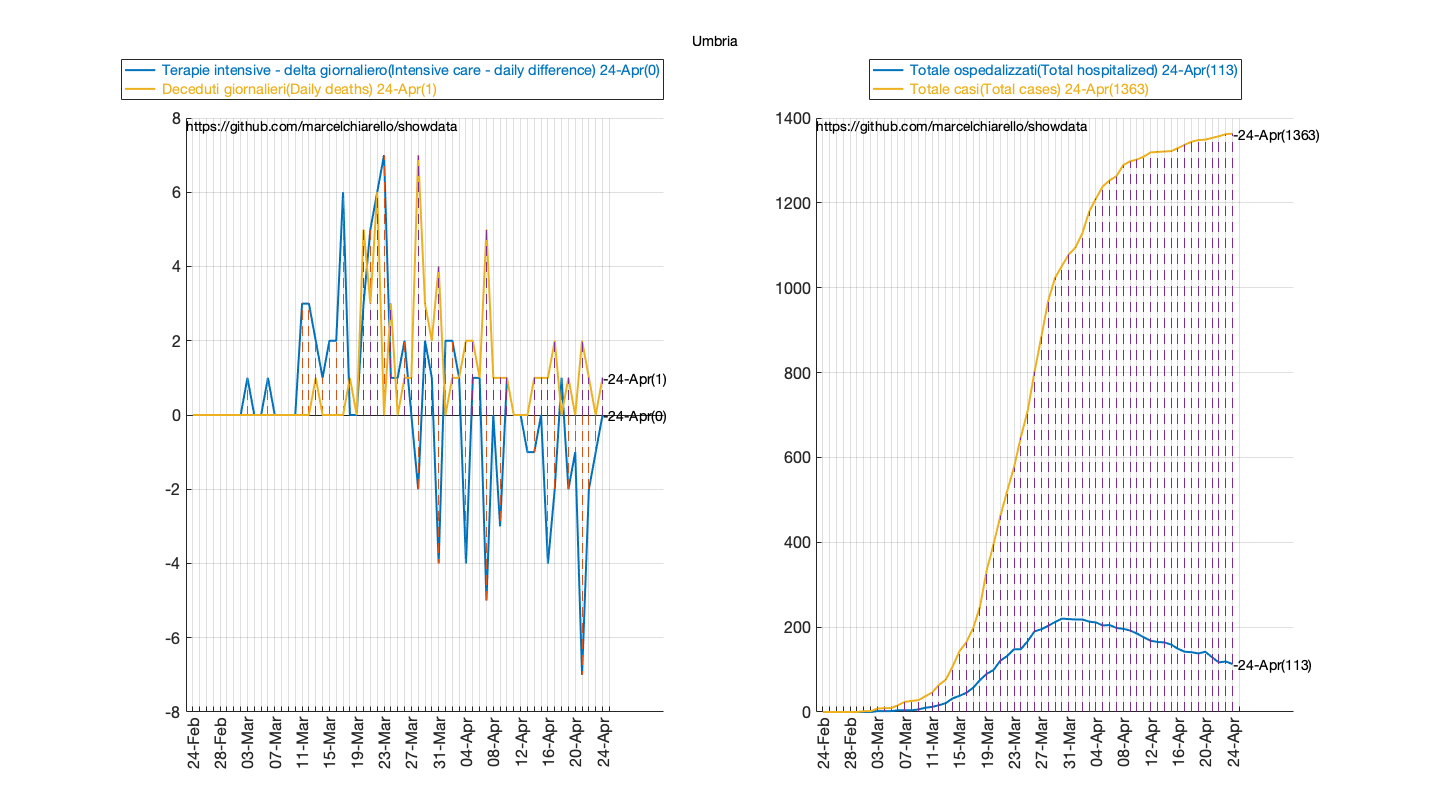 Umbria
Terapie intensive - delta giornaliero(Intensive care - daily difference) 24-Apr(0)
Deceduti giornalieri(Daily deaths) 24-Apr(1)
https://github.com/marcelchiarello/showdata
8
6
4
2
0
-2
-4
-6
-8
-24-Apr(1)
-24-Apr(0)
24-Feb
28-Feb
03-Mar
07-Mar
11-Mar
15-Mar
19-Mar
23-Mar
27-Mar
31-Mar
04-Apr
08-Apr
12-Apr
16-Apr
20-Apr
24-Apr
Totale ospedalizzati(Total hospitalized) 24-Apr(113)
Totale casi(Total cases) 24-Apr(1363)
https://github.com/marcelchiarello/showdata
1400
1200
1000
800
600
400
200
0
-24-Apr(1363)
-24-Apr(113)
24-Feb
28-Feb
03-Mar
07-Mar
11-Mar
15-Mar
19-Mar
23-Mar
27-Mar
31-Mar
04-Apr
08-Apr
12-Apr
16-Apr
20-Apr
24-Apr